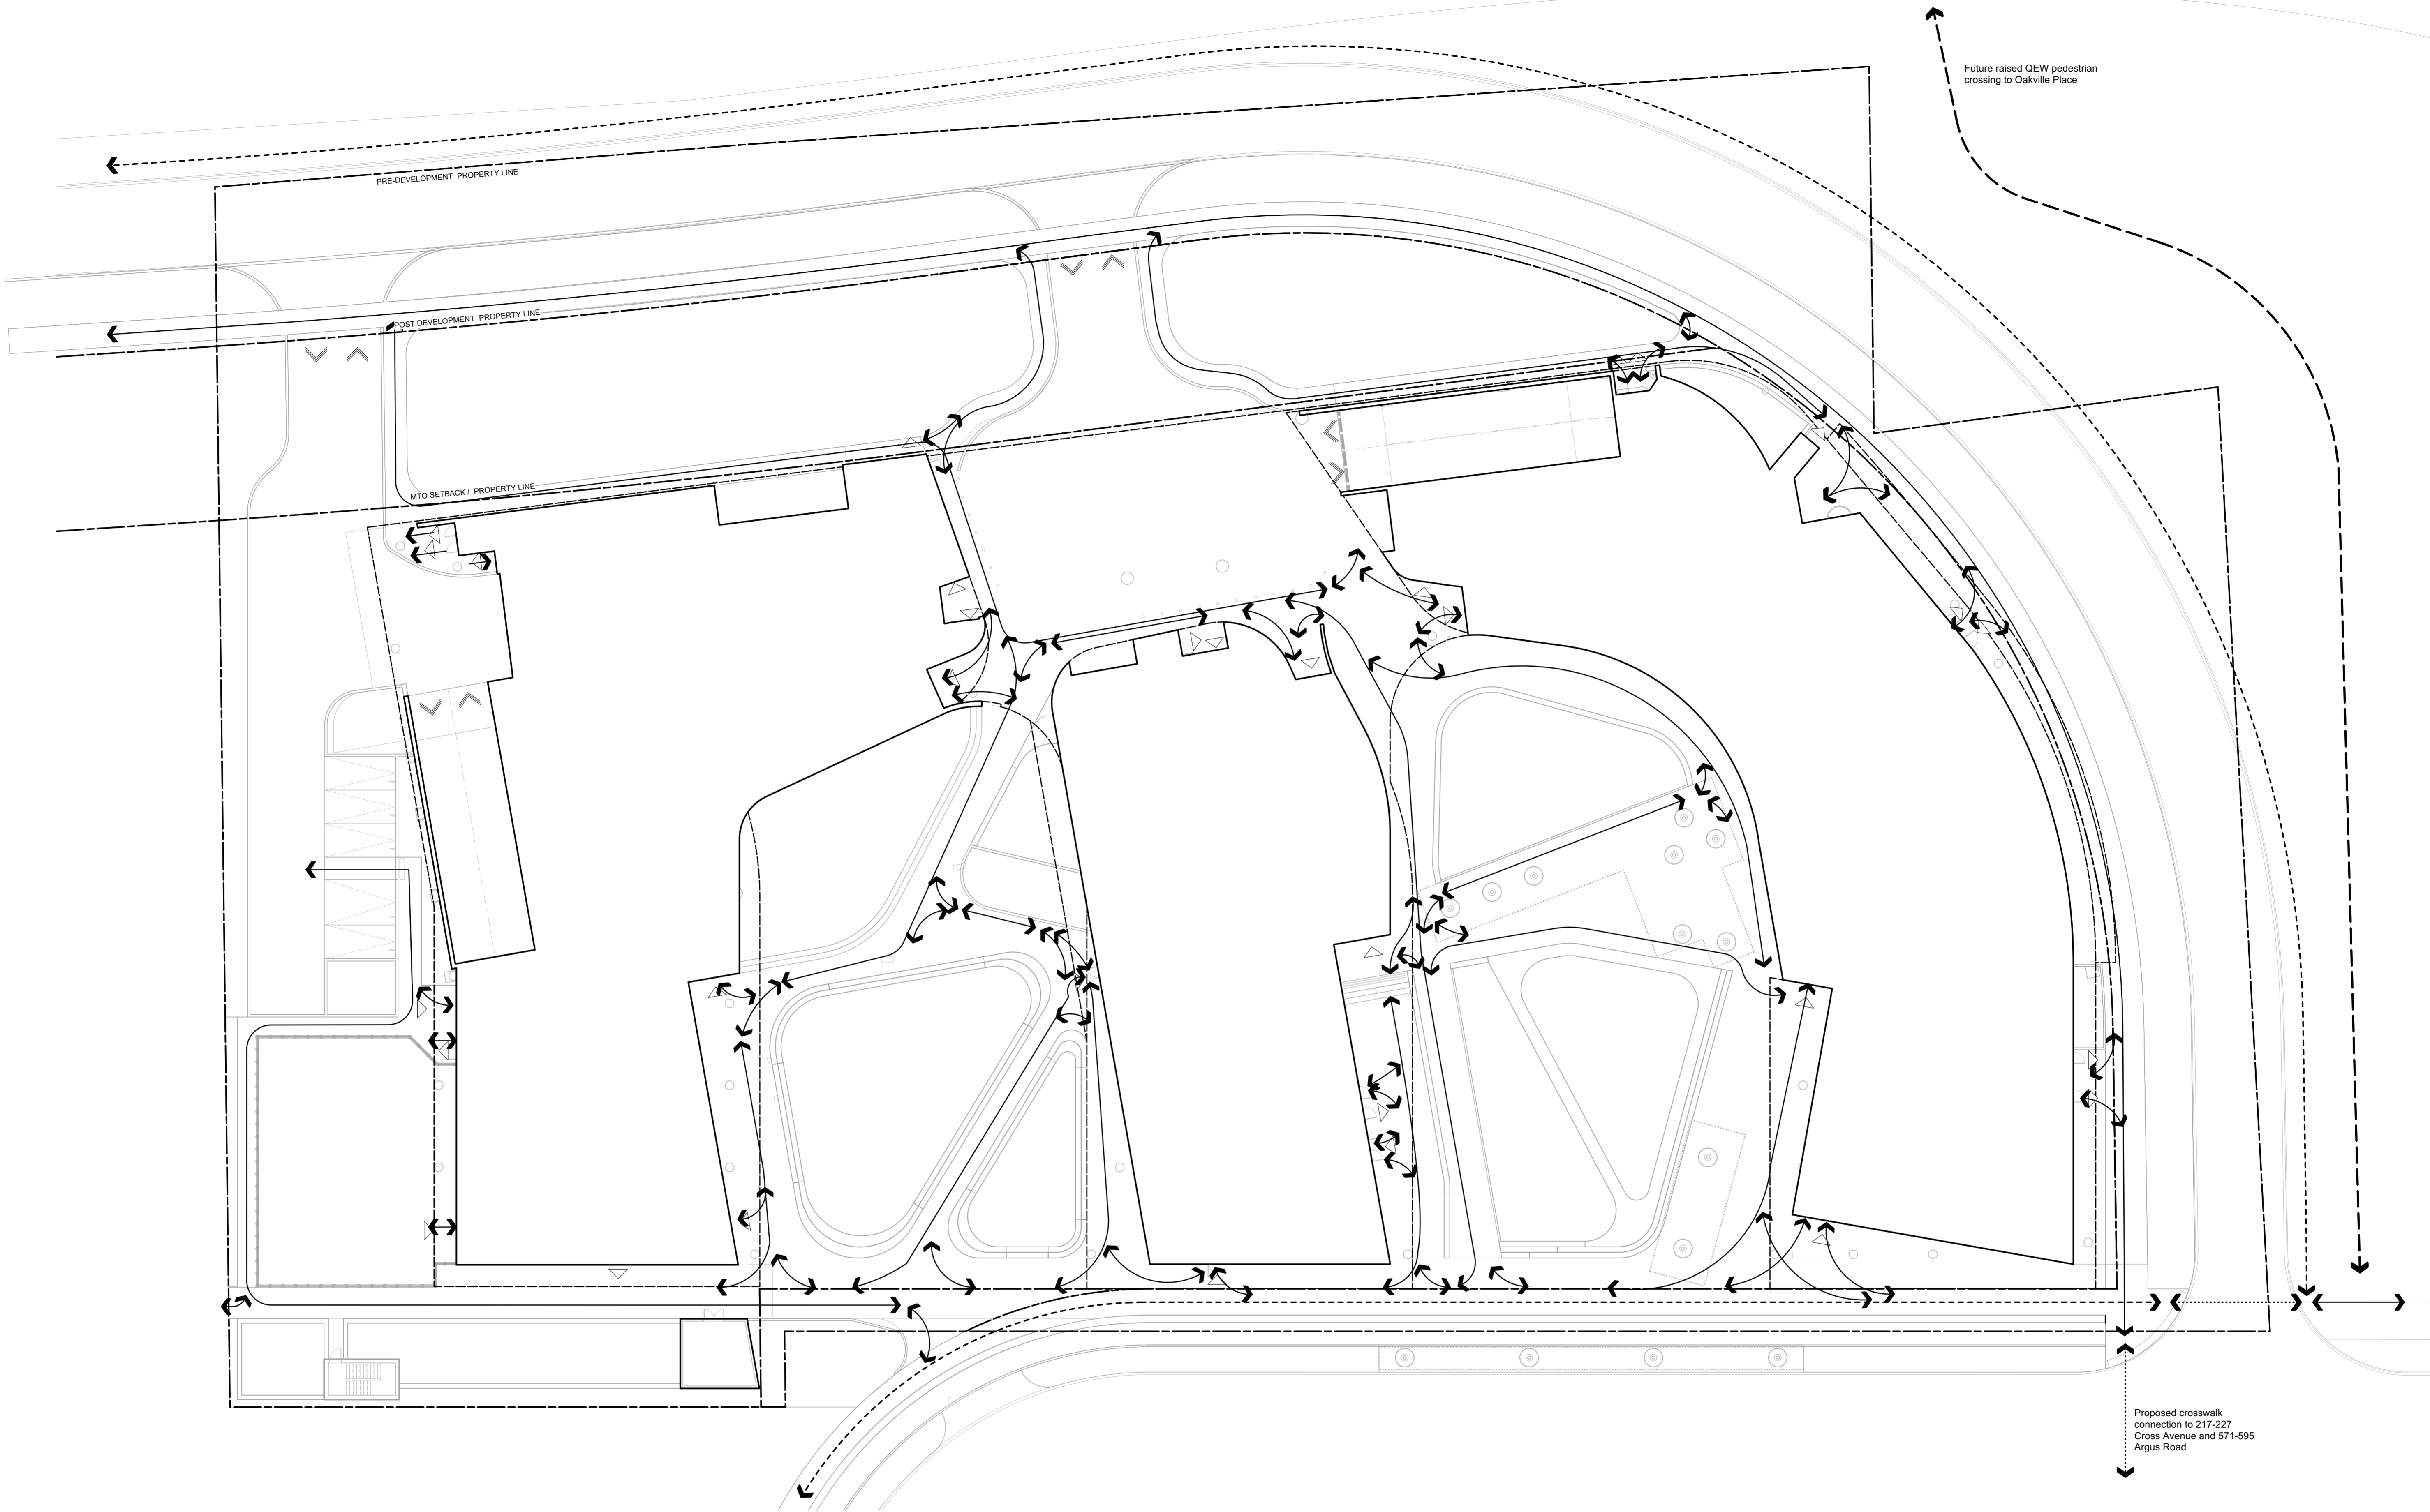 Future raised QEW pedestrian
crossing to Oakville Place
PRE-DEVELOPMENT PROPERTY LINE
POST DEVELOPMENT PROPERTY LINE
MTO SETBACK / PROPERTY LINE
Proposed crosswalk
connection to 217-227
Cross Avenue and 571-595
Argus Road